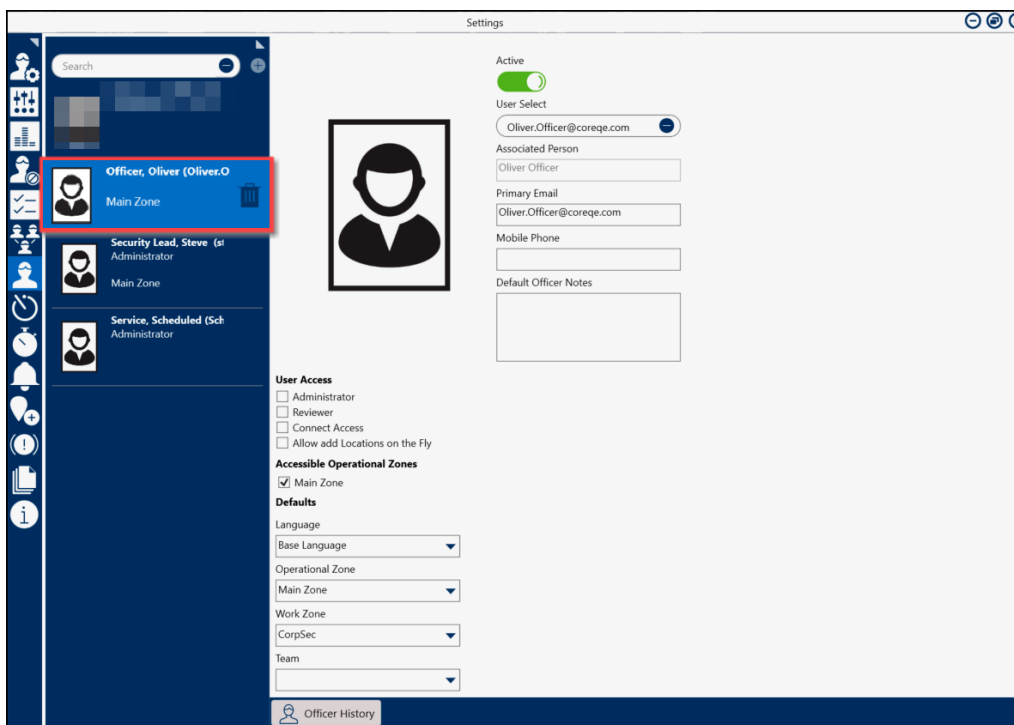 Settings
Search
Officer, Oliver (Oliver.O
Main Zone
Security Lead, Steve (st
Administrator
Main Zone
Service, Scheduled (Sch
Administrator
Active
User Select
Oliver.Officer@coreqe.com
Associated Person
Oliver Officer
Primary Email
Oliver.Officer@coreqe.com
Mobile Phone
Default Officer Notes
User Access
Administrator
Reviewer
Connect Access
Allow add Locations on the Fly
Accessible Operational Zones
Main Zone
Defaults
Language
Base Language
Operational Zone
Main Zone
Work Zone
CorpSec
Team
Officer History